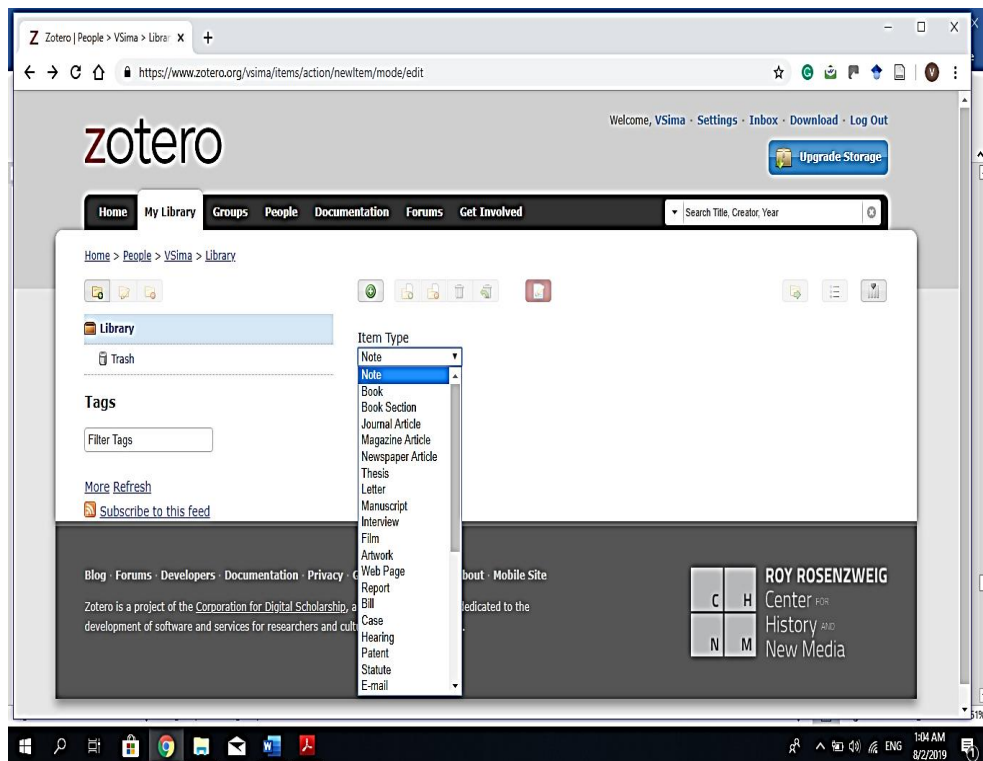 Zotero | People > VSima > Librar
https://www.zotero.org/vsima/items/action/newItem/mode/edit
zotero
Welcome, VSima · Settings · Inbox · Download · Log Out
Upgrade Storage
Home My Library Groups People Documentation Forums Get Involved
Search Title, Creator, Year
Home > People > VSima > Library
Library
Trash
Tags
Filter Tags
More Refresh
Subscribe to this feed
Item Type
Note
Note
Book
Book Section
Journal Article
Magazine Article
Newspaper Article
Thesis
Letter
Manuscript
Interview
Film
Artwork
Web Page
Report
Bill
Case
Hearing
Patent
Statute
E-mail
Blog · Forums · Developers · Documentation · Privacy · bout · Mobile Site
Zotero is a project of the Corporation for Digital Scholarship, a edicated to the
development of software and services for researchers and cult
C H
N M
ROY ROSENZWEIG
Center FOR
History AND
New Media
ENG
1:04 AM
8/2/2019